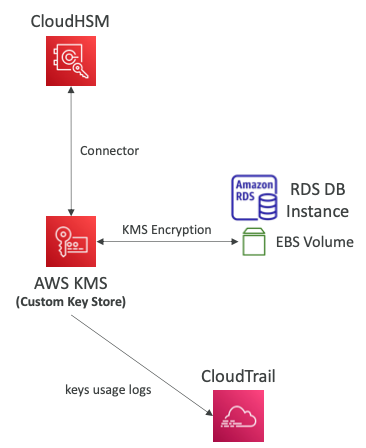 CloudHSM
Connector
Amazon
RDS
RDS DB
Instance
KMS Encryption
EBS Volume
AWS KMS
(Custom Key Store)
keys usage logs
CloudTrail